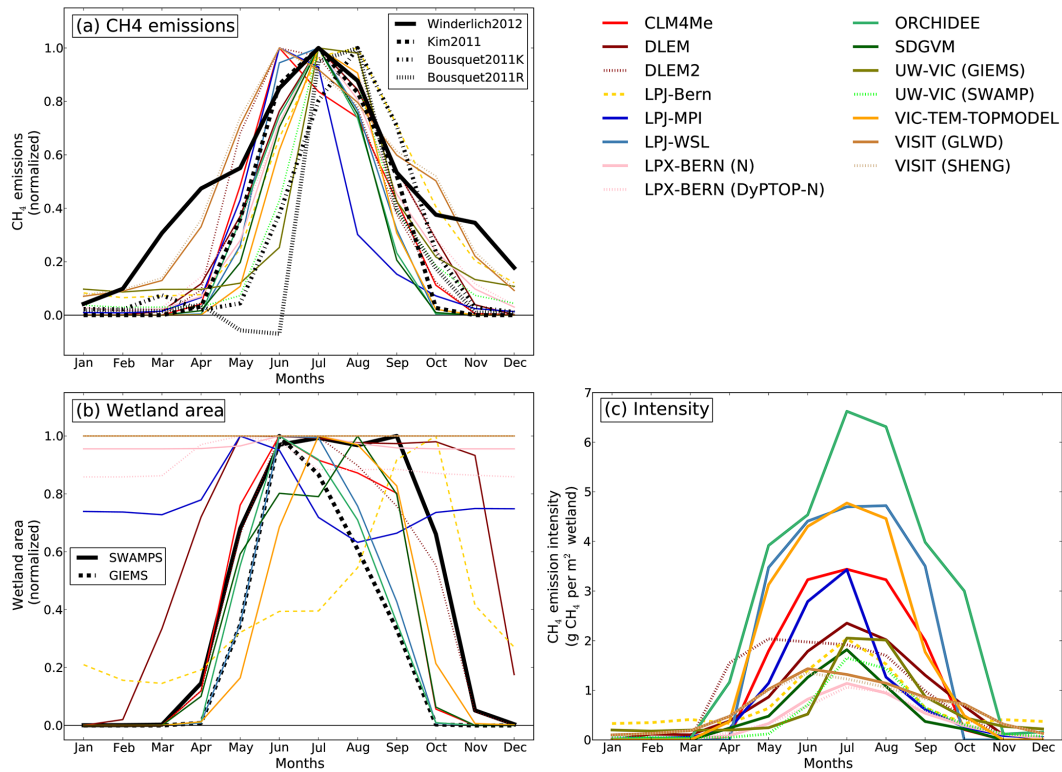 (a) CH4 emissions
Winderlich2012
Kim2011
Bousquet2011K
Bousquet2011R
CH4 emissions
(normalized)
1.0
0.8
0.6
0.4
0.2
0.0
Jan Feb Mar Apr May Jun Jul Aug Sep Oct Nov Dec
Months
CLM4Me
DLEM
DLEM2
LPJ-Bern
LPJ-MPI
LPJ-WSL
LPX-BERN (N)
LPX-BERN (DyPTOP-N)
ORCHIDEE
SDGVM
UW-VIC (GIEMS)
UW-VIC (SWAMP)
VIC-TEM-TOPMODEL
VISIT (GLWD)
VISIT (SHENG)
(b) Wetland area
SWAMPS
GIEMS
Wetland area
(normalized)
1.0
0.8
0.6
0.4
0.2
0.0
Jan Feb Mar Apr May Jun Jul Aug Sep Oct Nov Dec
Months
(c) Intensity
CH4 emission intensity
(g CH4 per m² wetland)
7
6
5
4
3
2
1
0
Jan Feb Mar Apr May Jun Jul Aug Sep Oct Nov Dec
Months